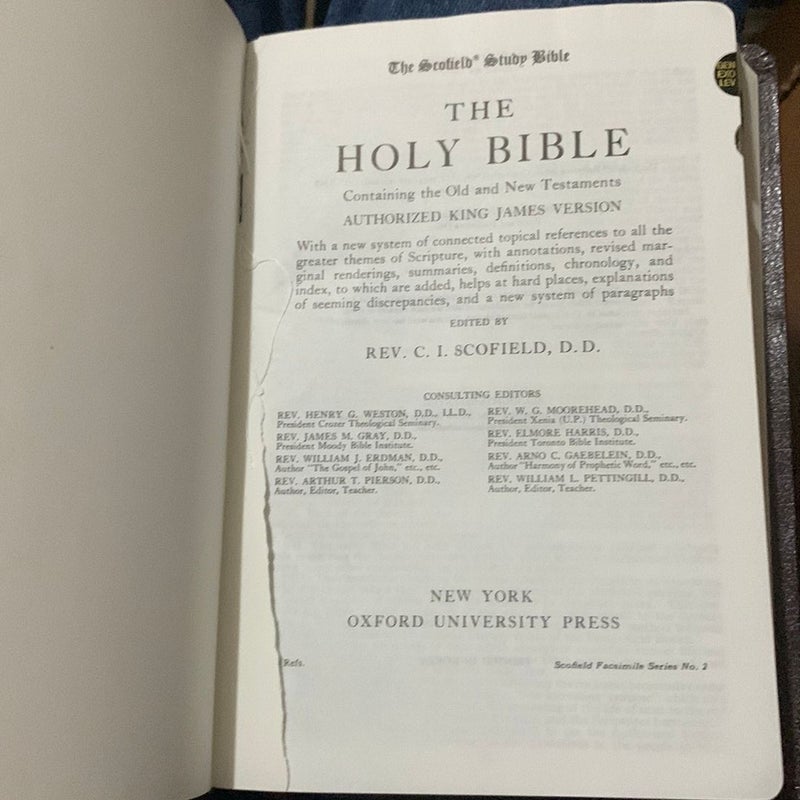 The Scofield® Study Bible
GEN
EXO
LEV
THE
HOLY BIBLE
Containing the Old and New Testaments
AUTHORIZED KING JAMES VERSION
With a new system of connected topical references to all the
greater themes of Scripture, with annotations, revised mar-
ginal renderings, summaries, definitions, chronology, and
index, to which are added, helps at hard places, explanations
of seeming discrepancies, and a new system of paragraphs
EDITED BY
REV. C. I. SCOFIELD, D.D.
CONSULTING EDITORS
REV. HENRY G. WESTON, D.D., LL.D.,
President Crozer Theological Seminary.
REV. JAMES M. GRAY, D.D.,
President Moody Bible Institute.
REV. WILLIAM J. ERDMAN, D.D.,
Author "The Gospel of John," etc., etc.
REV. ARTHUR T. PIERSON, D.D.,
Author, Editor, Teacher.
REV. W. G. MOOREHEAD, D.D.,
President Xenia (U.P.) Theological Seminary.
REV. ELMORE HARRIS, D.D.,
President Toronto Bible Institute.
REV. ARNO C. GAEBELEIN, D.D.,
Author "Harmony of Prophetic Word," etc., etc.
REV. WILLIAM L. PETTINGILL, D.D.,
Author, Editor, Teacher.
NEW YORK
OXFORD UNIVERSITY PRESS
Refs.
Scofield Facsimile Series No. 2